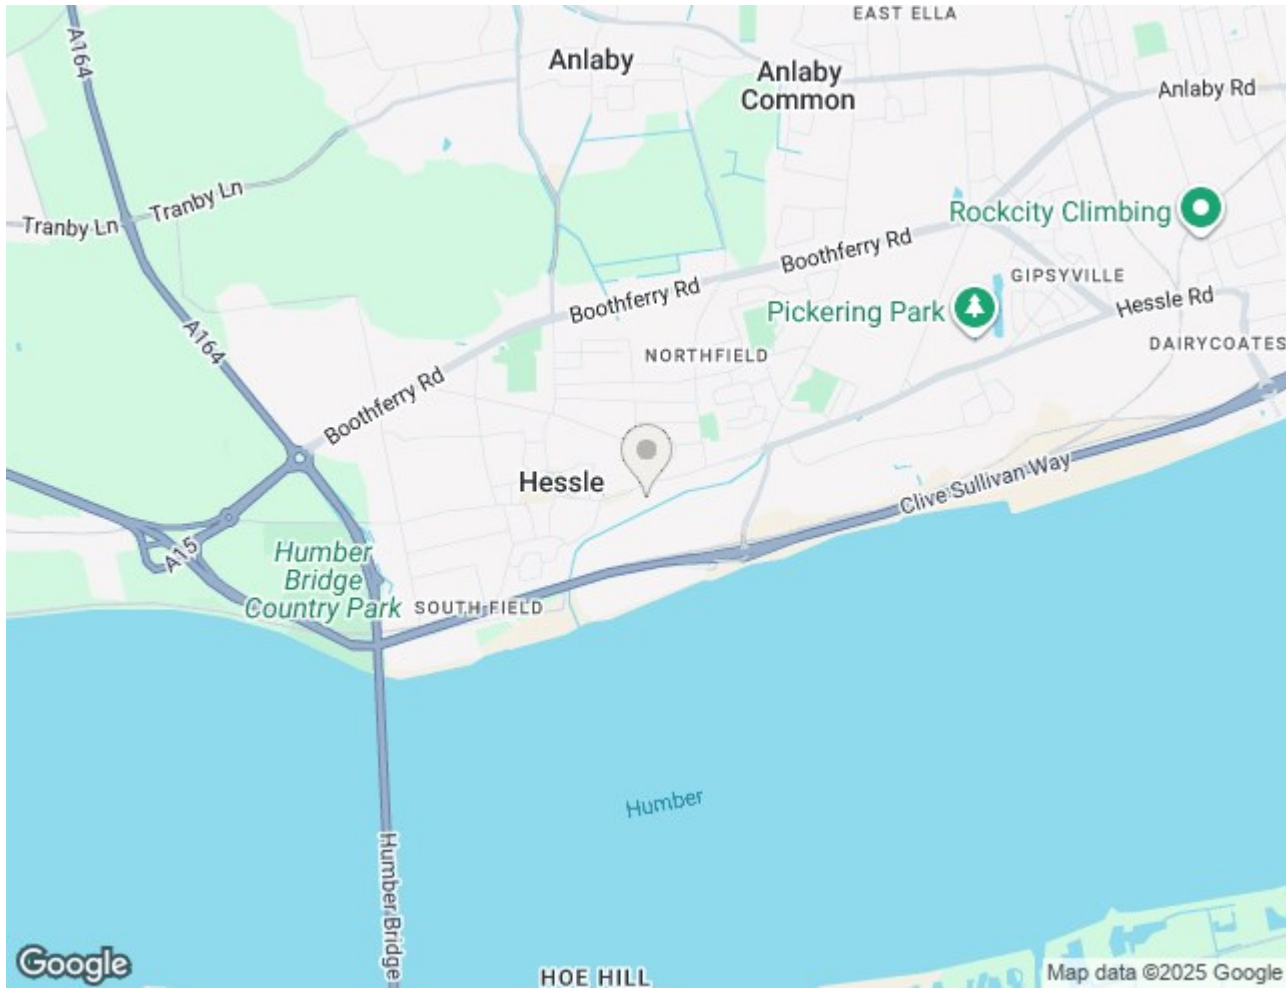 EAST ELLA
A164
Anlaby
Anlaby
Common
Anlaby Rd
Tranby Ln
Tranby Ln
Rockcity Climbing
Boothferry Rd
GIPSYVILLE
Boothferry Rd
Pickering Park
Hessle Rd
A164
NORTHFIELD
DAIRYCOATES
Boothferry Rd
Hessle
Clive Sullivan Way
A15
Humber
Bridge
Country Park
SOUTH FIELD
Humber
Humber Bridge
Google
HOE HILL
Map data ©2025 Google